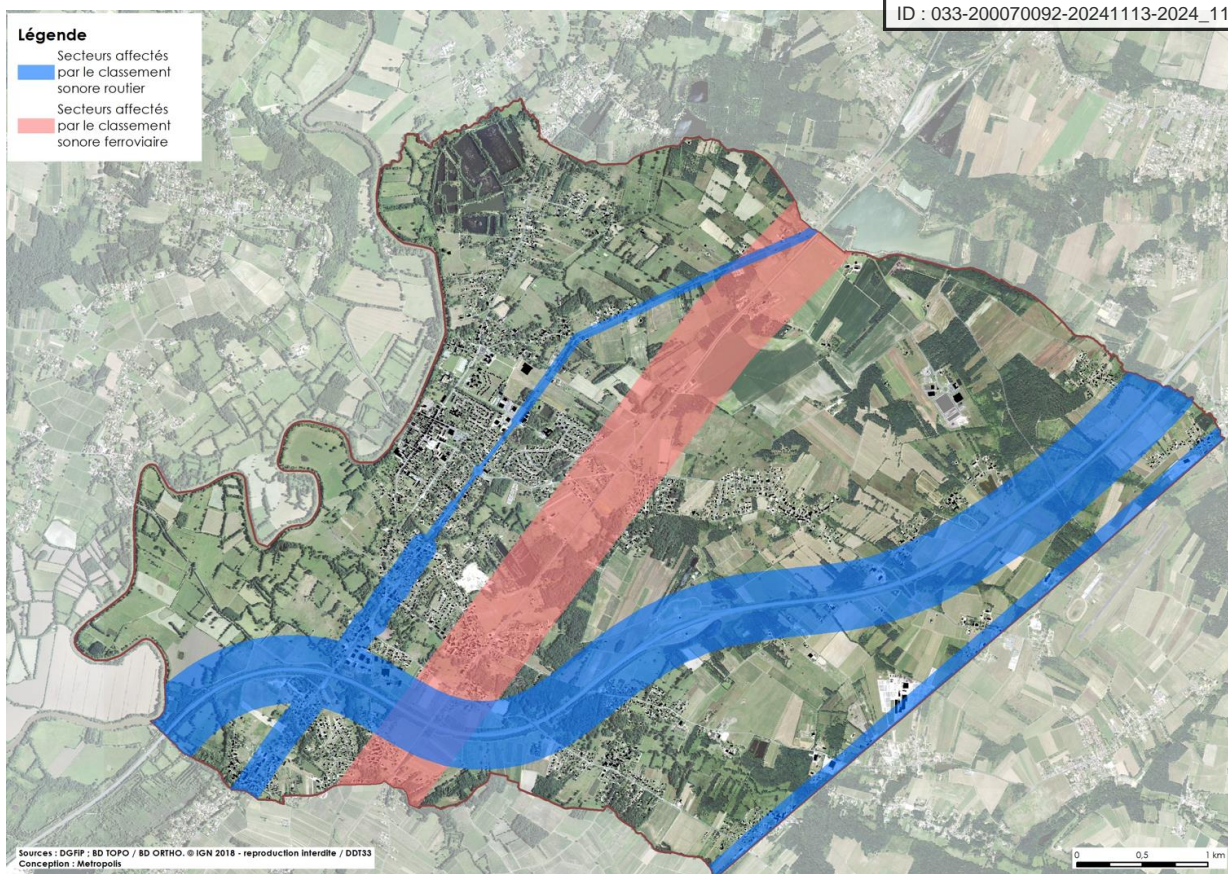 ID : 033-200070092-20241113-2024_11
Légende
Secteurs affectés
par le classement
sonore routier
Secteurs affectés
par le classement
sonore ferroviaire
Sources : DGFiP ; BD TOPO / BD ORTHO. © IGN 2018 - reproduction interdite / DDT33
Conception : Metropolis
0 0,5 1 km